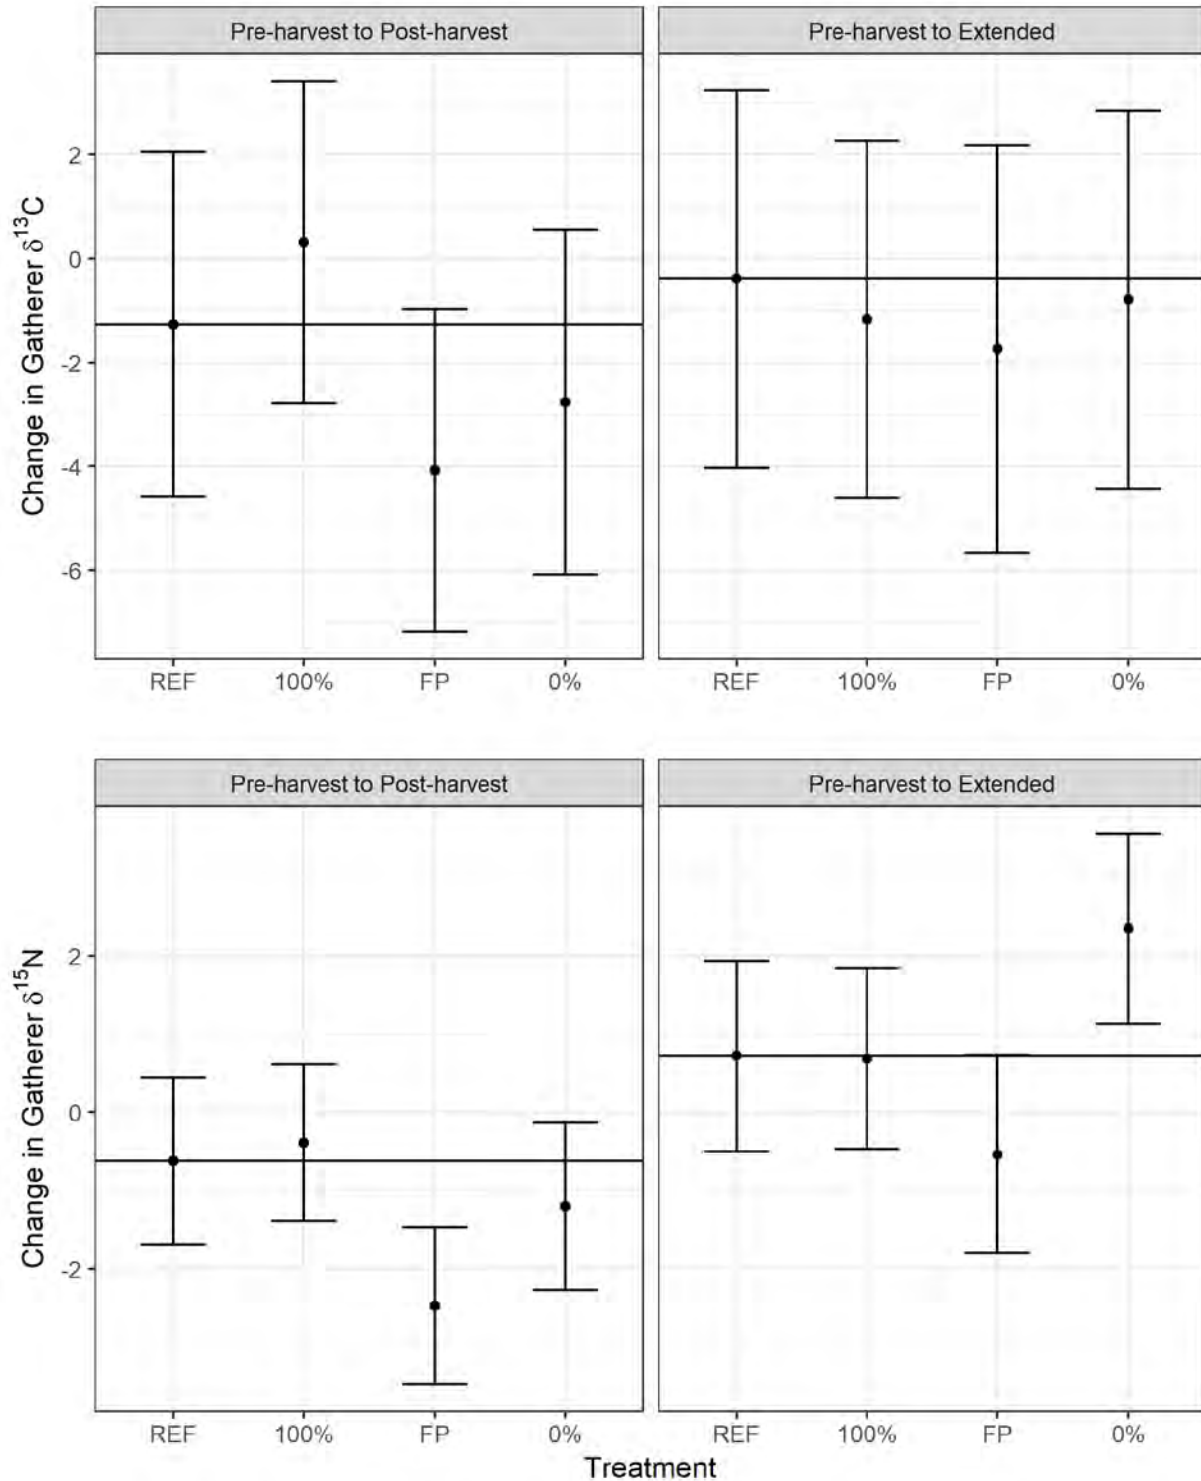 Pre-harvest to Post-harvest Pre-harvest to Extended
Change in Gatherer δ¹³C
2
0
-2
-4
-6
REF 100% FP 0% REF 100% FP 0%
Pre-harvest to Post-harvest Pre-harvest to Extended
Change in Gatherer δ¹⁵N
2
0
-2
REF 100% FP 0% REF 100% FP 0%
Treatment